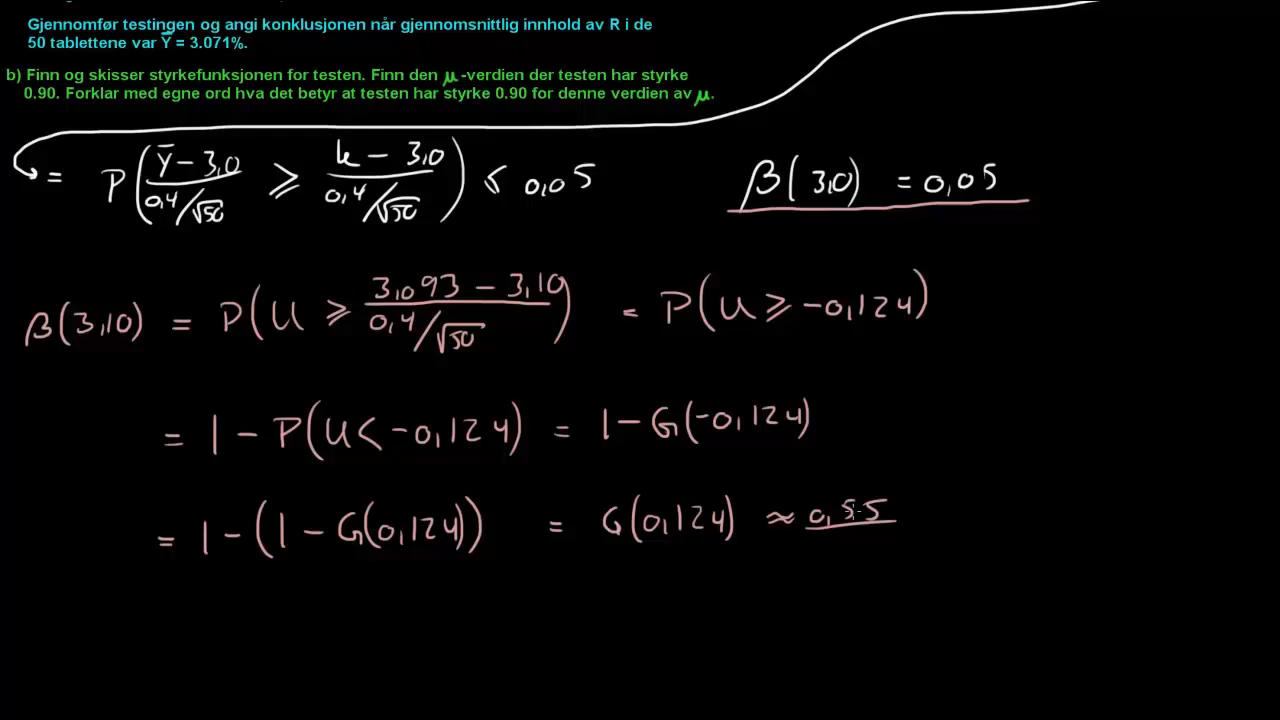 Gjennomfør testingen og angi konklusjonen når gjennomsnittlig innhold av R i de
50 tablettene var Ȳ = 3.071%.
b) Finn og skisser styrkefunksjonen for testen. Finn den μ-verdien der testen har styrke
0.90. Forklar med egne ord hva det betyr at testen har styrke 0.90 for denne verdien av μ.
= P((Ȳ - 3,0)/(0,4/√50) ⩾ (k - 3,0)/(0,4/√50)) ⩽ 0,05
β(3,0) = 0,05
β(3,10) = P(U ⩾ (3,093 - 3,10)/(0,4/√50)) = P(U ⩾ -0,124)
= 1 - P(U < -0,124) = 1 - G(-0,124)
= 1 - (1 - G(0,124)) = G(0,124) ≈ 0,55